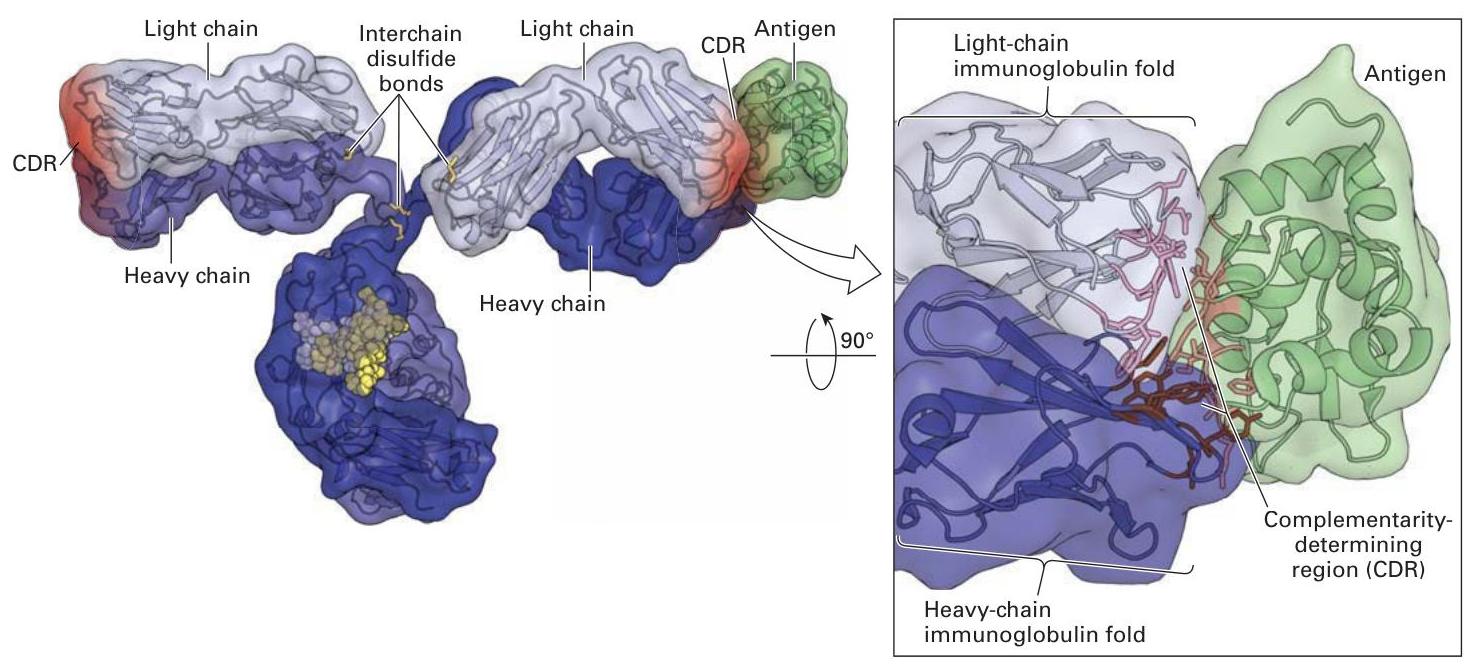 Light chain
Interchain
disulfide
bonds
Light chain
CDR
Antigen
CDR
Heavy chain
Heavy chain
90°
Light-chain
immunoglobulin fold
Antigen
Complementarity-
determining
region (CDR)
Heavy-chain
immunoglobulin fold